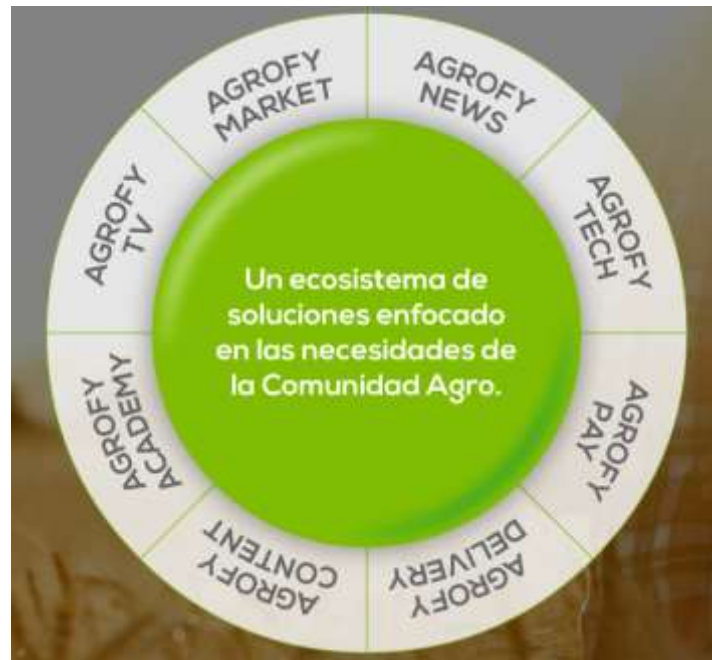 AGROFY
MARKET
AGROFY
NEWS
AGROFY
TECH
AGROFY
PAY
AGROFY
DELIVERY
AGROFY
CONTENT
AGROFY
ACADEMY
AGROFY
TV
Un ecosistema de
soluciones enfocado
en las necesidades de
la Comunidad Agro.